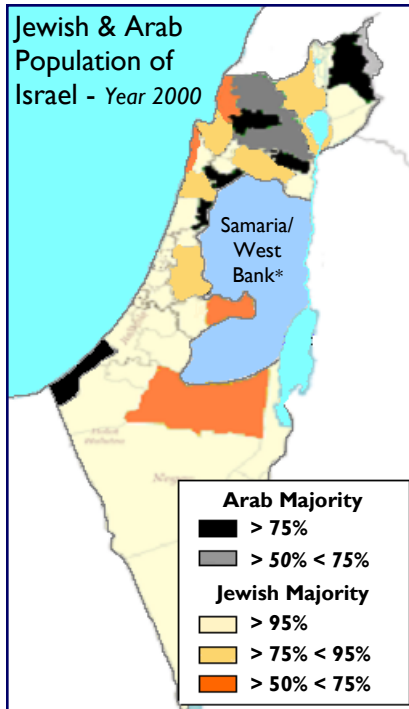 Jewish & Arab
Population of
Israel - Year 2000
Samaria/
West
Bank*
Arab Majority
> 75%
> 50% < 75%
Jewish Majority
> 95%
> 75% < 95%
> 50% < 75%